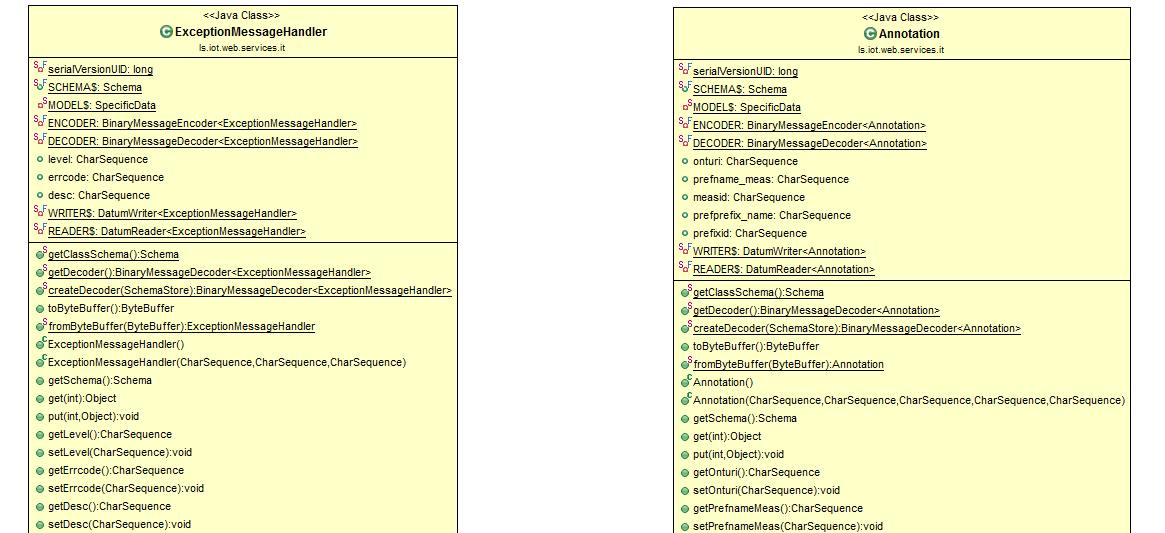 <<Java Class>>
ExceptionMessageHandler
ls.iot.web.services.it
serialVersionUID: long
SCHEMA$: Schema
MODEL$: SpecificData
ENCODER: BinaryMessageEncoder<ExceptionMessageHandler>
DECODER: BinaryMessageDecoder<ExceptionMessageHandler>
level: CharSequence
errcode: CharSequence
desc: CharSequence
WRITER$: DatumWriter<ExceptionMessageHandler>
READER$: DatumReader<ExceptionMessageHandler>
getClassSchema():Schema
getDecoder():BinaryMessageDecoder<ExceptionMessageHandler>
createDecoder(SchemaStore):BinaryMessageDecoder<ExceptionMessageHandler>
toByteBuffer():ByteBuffer
fromByteBuffer(ByteBuffer):ExceptionMessageHandler
ExceptionMessageHandler()
ExceptionMessageHandler(CharSequence,CharSequence,CharSequence)
getSchema():Schema
get(int):Object
put(int,Object):void
getLevel():CharSequence
setLevel(CharSequence):void
getErrcode():CharSequence
setErrcode(CharSequence):void
getDesc():CharSequence
setDesc(CharSequence):void
<<Java Class>>
Annotation
ls.iot.web.services.it
serialVersionUID: long
SCHEMA$: Schema
MODEL$: SpecificData
ENCODER: BinaryMessageEncoder<Annotation>
DECODER: BinaryMessageDecoder<Annotation>
onturi: CharSequence
prefname_meas: CharSequence
measid: CharSequence
prefprefix_name: CharSequence
prefixid: CharSequence
WRITER$: DatumWriter<Annotation>
READER$: DatumReader<Annotation>
getClassSchema():Schema
getDecoder():BinaryMessageDecoder<Annotation>
createDecoder(SchemaStore):BinaryMessageDecoder<Annotation>
toByteBuffer():ByteBuffer
fromByteBuffer(ByteBuffer):Annotation
Annotation()
Annotation(CharSequence,CharSequence,CharSequence,CharSequence,CharSequence)
getSchema():Schema
get(int):Object
put(int,Object):void
getOnturi():CharSequence
setOnturi(CharSequence):void
getPrefnameMeas():CharSequence
setPrefnameMeas(CharSequence):void